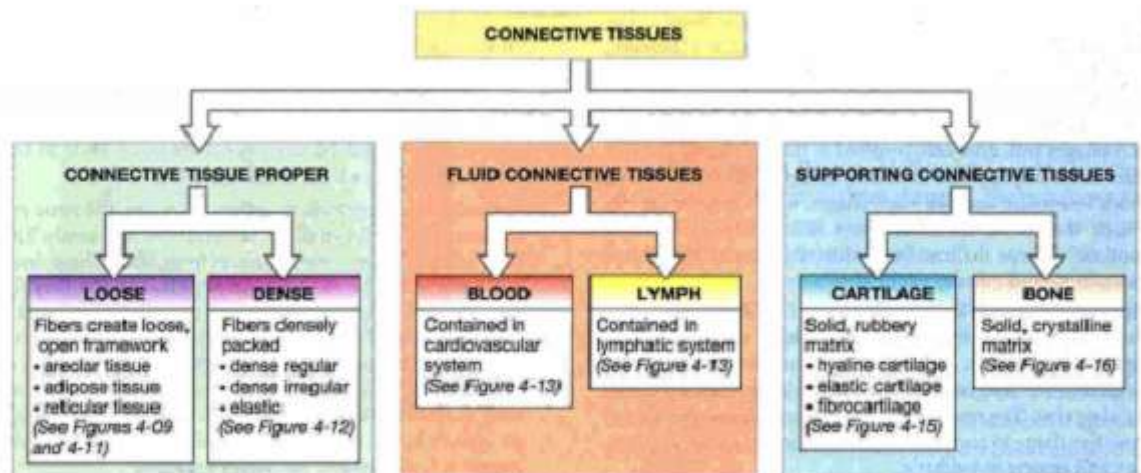 CONNECTIVE TISSUES
CONNECTIVE TISSUE PROPER
FLUID CONNECTIVE TISSUES
SUPPORTING CONNECTIVE TISSUES
LOOSE
Fibers create loose,
open framework
• areolar tissue
• adipose tissue
• reticular tissue
(See Figures 4-09
and 4-11)
DENSE
Fibers densely
packed
• dense regular
• dense irregular
• elastic
(See Figure 4-12)
BLOOD
Contained in
cardiovascular
system
(See Figure 4-13)
LYMPH
Contained in
lymphatic system
(See Figure 4-13)
CARTILAGE
Solid, rubbery
matrix
• hyaline cartilage
• elastic cartilage
• fibrocartilage
(See Figure 4-15)
BONE
Solid, crystalline
matrix
(See Figure 4-16)